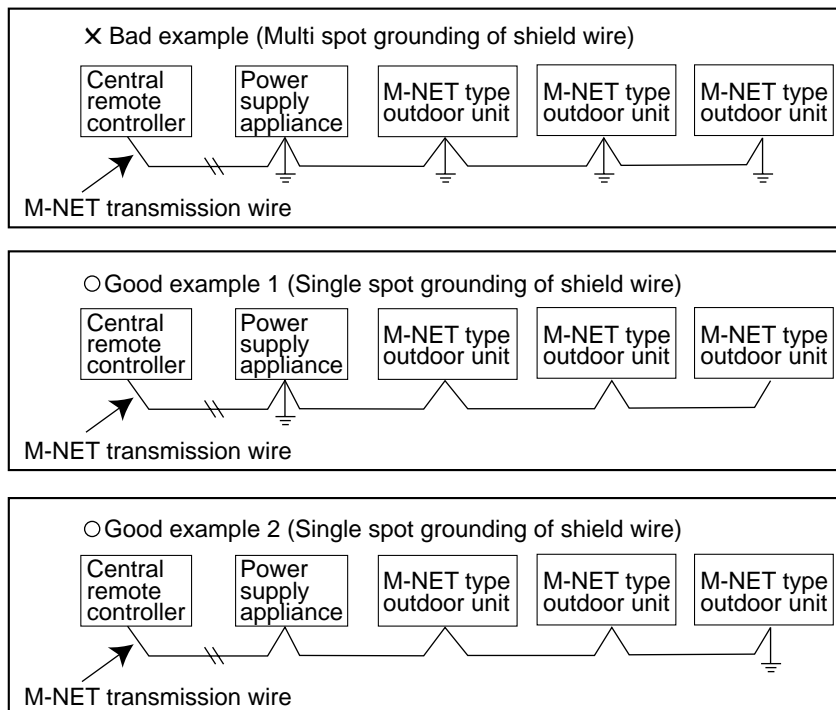 × Bad example (Multi spot grounding of shield wire)
Central
remote
controller
Power
supply
appliance
M-NET type
outdoor unit
M-NET type
outdoor unit
M-NET type
outdoor unit
M-NET transmission wire
○ Good example 1 (Single spot grounding of shield wire)
Central
remote
controller
Power
supply
appliance
M-NET type
outdoor unit
M-NET type
outdoor unit
M-NET type
outdoor unit
M-NET transmission wire
○ Good example 2 (Single spot grounding of shield wire)
Central
remote
controller
Power
supply
appliance
M-NET type
outdoor unit
M-NET type
outdoor unit
M-NET type
outdoor unit
M-NET transmission wire